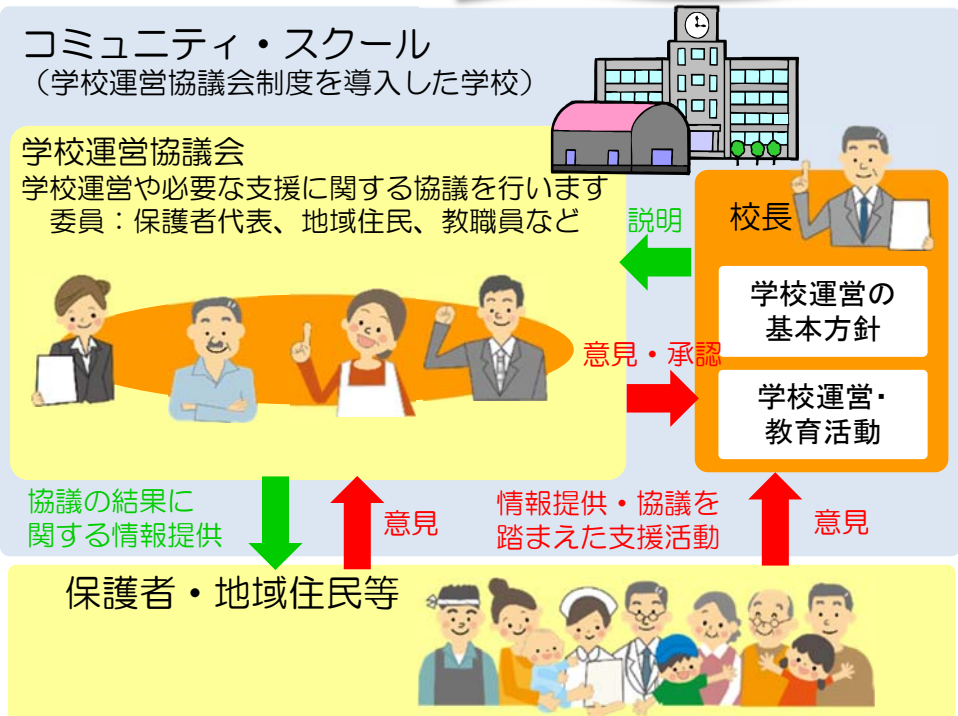 コミュニティ・スクール
（学校運営協議会制度を導入した学校）
学校運営協議会
学校運営や必要な支援に関する協議を行います
委員：保護者代表、地域住民、教職員など
説明
校長
学校運営の
基本方針
意見・承認
学校運営・
教育活動
協議の結果に
関する情報提供
意見
情報提供・協議を
踏まえた支援活動
意見
保護者・地域住民等